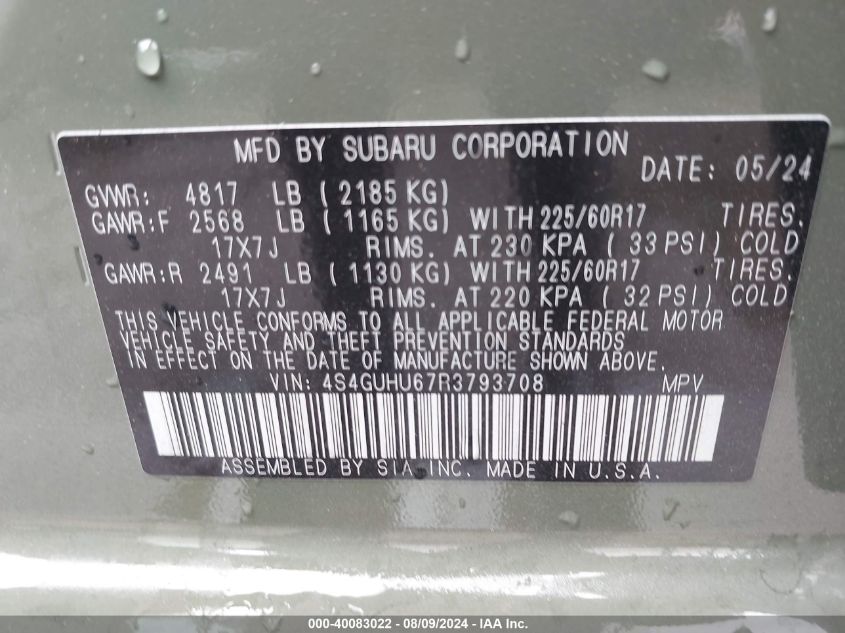 MFD BY SUBARU CORPORATION
DATE: 05/24
GVWR: 4817 LB ( 2185 KG)
GAWR:F 2568 LB ( 1165 KG) WITH 225/60R17 TIRES.
17X7J RIMS. AT 230 KPA ( 33 PSI) COLD
GAWR:R 2491 LB ( 1130 KG) WITH 225/60R17 TIRES.
17X7J RIMS. AT 220 KPA ( 32 PSI) COLD
THIS VEHICLE CONFORMS TO ALL APPLICABLE FEDERAL MOTOR
VEHICLE SAFETY AND THEFT PREVENTION STANDARDS
IN EFFECT ON THE DATE OF MANUFACTURE SHOWN ABOVE.
VIN: 4S4GUHU67R3793708 MPV
ASSEMBLED BY SIA INC. MADE IN U.S.A.
000-40083022 - 08/09/2024 - IAA Inc.